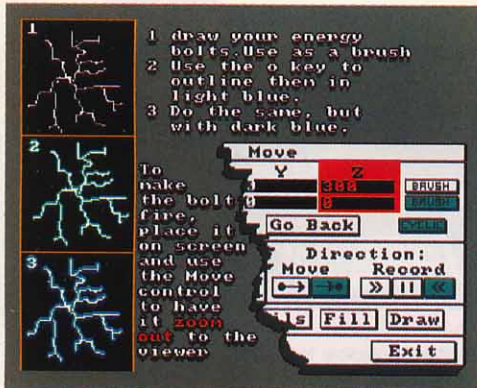 1
1 draw your energy
bolts.Use as a brush
2 Use the o key to
outline then in
light blue.
3 Do the same, but
with dark blue.
2
3
To
make
the bolt
fire,
place it
on screen
and use
the Move
control
to have
it zoom
out to the
viewer
Move
Y Z
0 300 BRUSH
0 0 BRUSH
Go Back CYCLE
Direction:
Move Record
ils Fill Draw
Exit